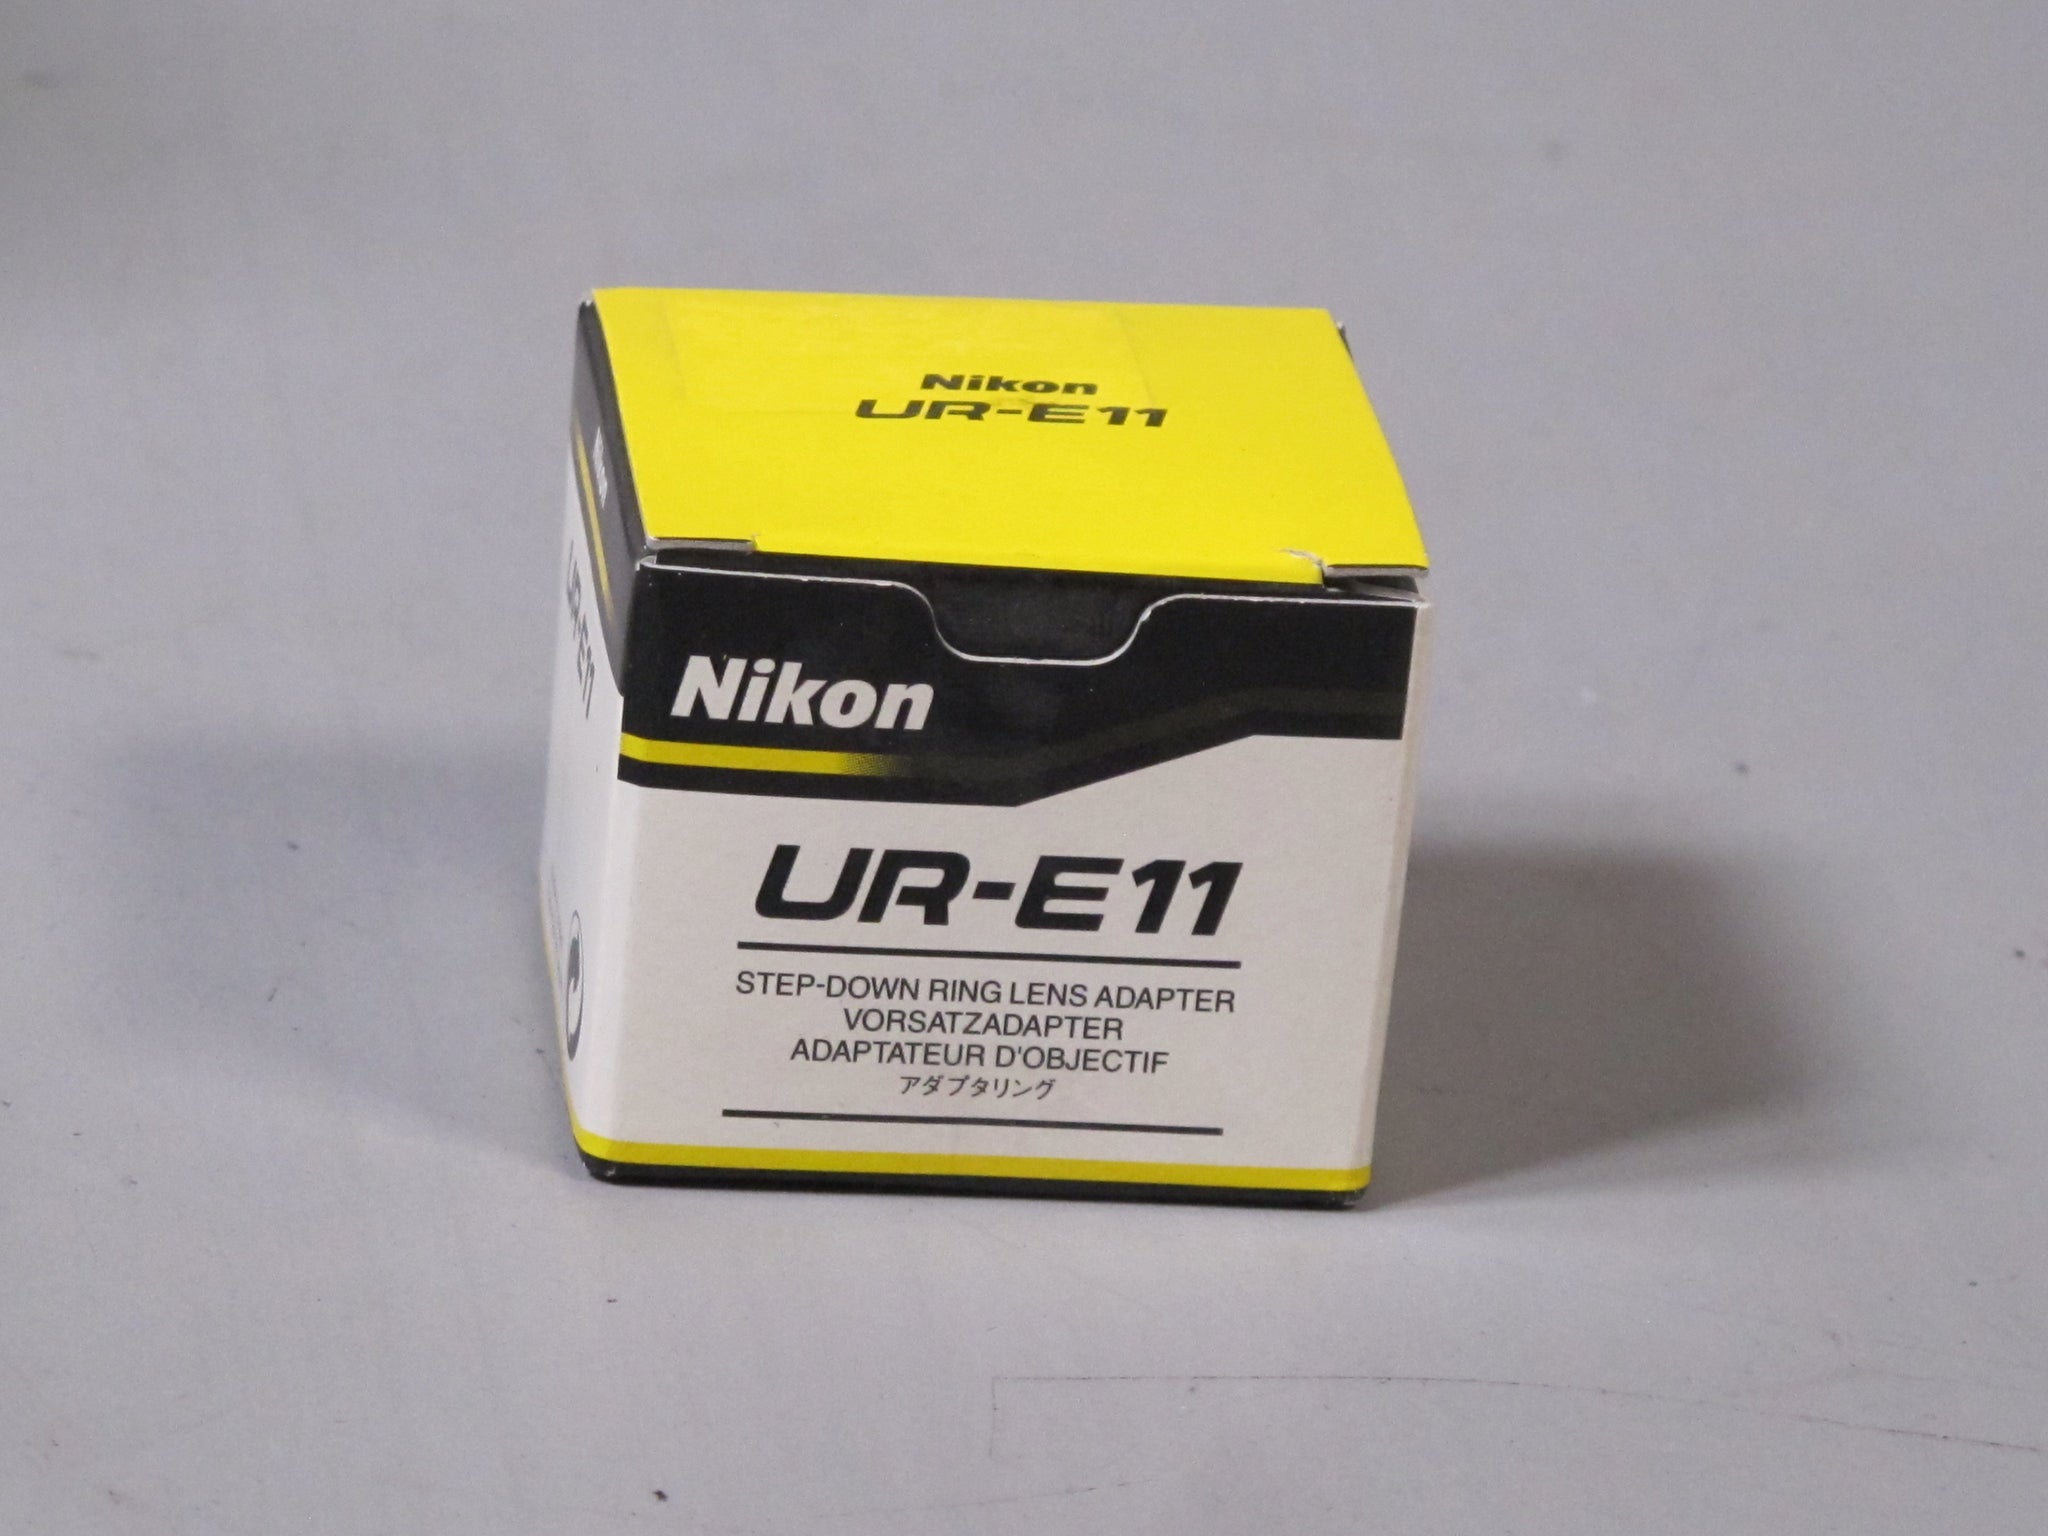 Nikon
UR-E11
Nikon
UR-E11
Nikon
UR-E11
STEP-DOWN RING LENS ADAPTER
VORSATZADAPTER
ADAPTATEUR D'OBJECTIF
アダプタリング